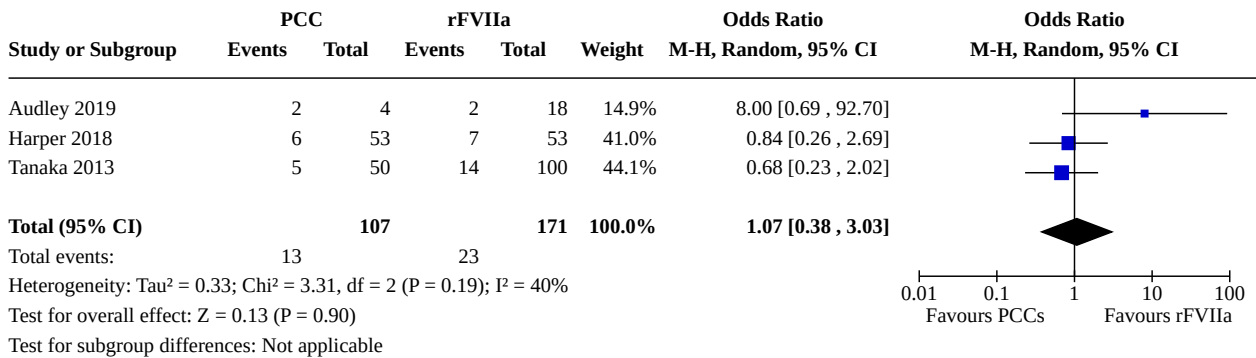 PCC rFVIIa Odds Ratio Odds Ratio
Study or Subgroup Events Total Events Total Weight M-H, Random, 95% CI M-H, Random, 95% CI
Audley 2019 2 4 2 18 14.9% 8.00 [0.69 , 92.70]
Harper 2018 6 53 7 53 41.0% 0.84 [0.26 , 2.69]
Tanaka 2013 5 50 14 100 44.1% 0.68 [0.23 , 2.02]
Total (95% CI) 107 171 100.0% 1.07 [0.38 , 3.03]
Total events: 13 23
Heterogeneity: Tau² = 0.33; Chi² = 3.31, df = 2 (P = 0.19); I² = 40%
Test for overall effect: Z = 0.13 (P = 0.90)
Test for subgroup differences: Not applicable
0.01 0.1 1 10 100
Favours PCCs Favours rFVIIa